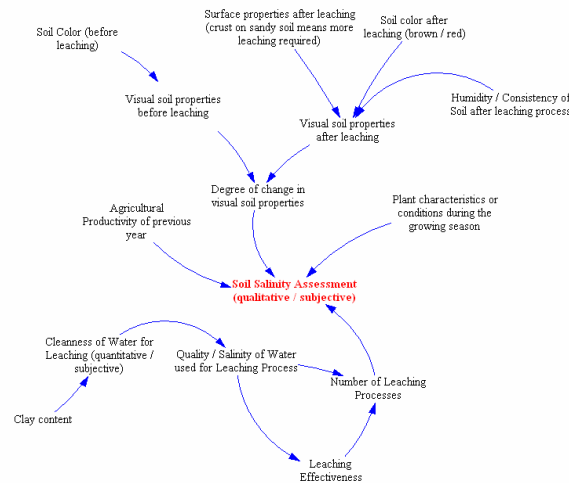 Surface properties after leaching
(crust on sandy soil means more
leaching required)
Soil color after
leaching (brown / red)
Soil Color (before
leaching)
Visual soil properties
before leaching
Humidity / Consistency of
Soil after leaching process
Visual soil properties
after leaching
Degree of change in
visual soil properties
Agricultural
Productivity of previous
year
Plant characteristics or
conditions during the
growing season
Soil Salinity Assessment
(qualitative / subjective)
Cleanness of Water for
Leaching (quantitative /
subjective)
Quality / Salinity of Water
used for Leaching Process
Number of Leaching
Processes
Clay content
Leaching
Effectiveness